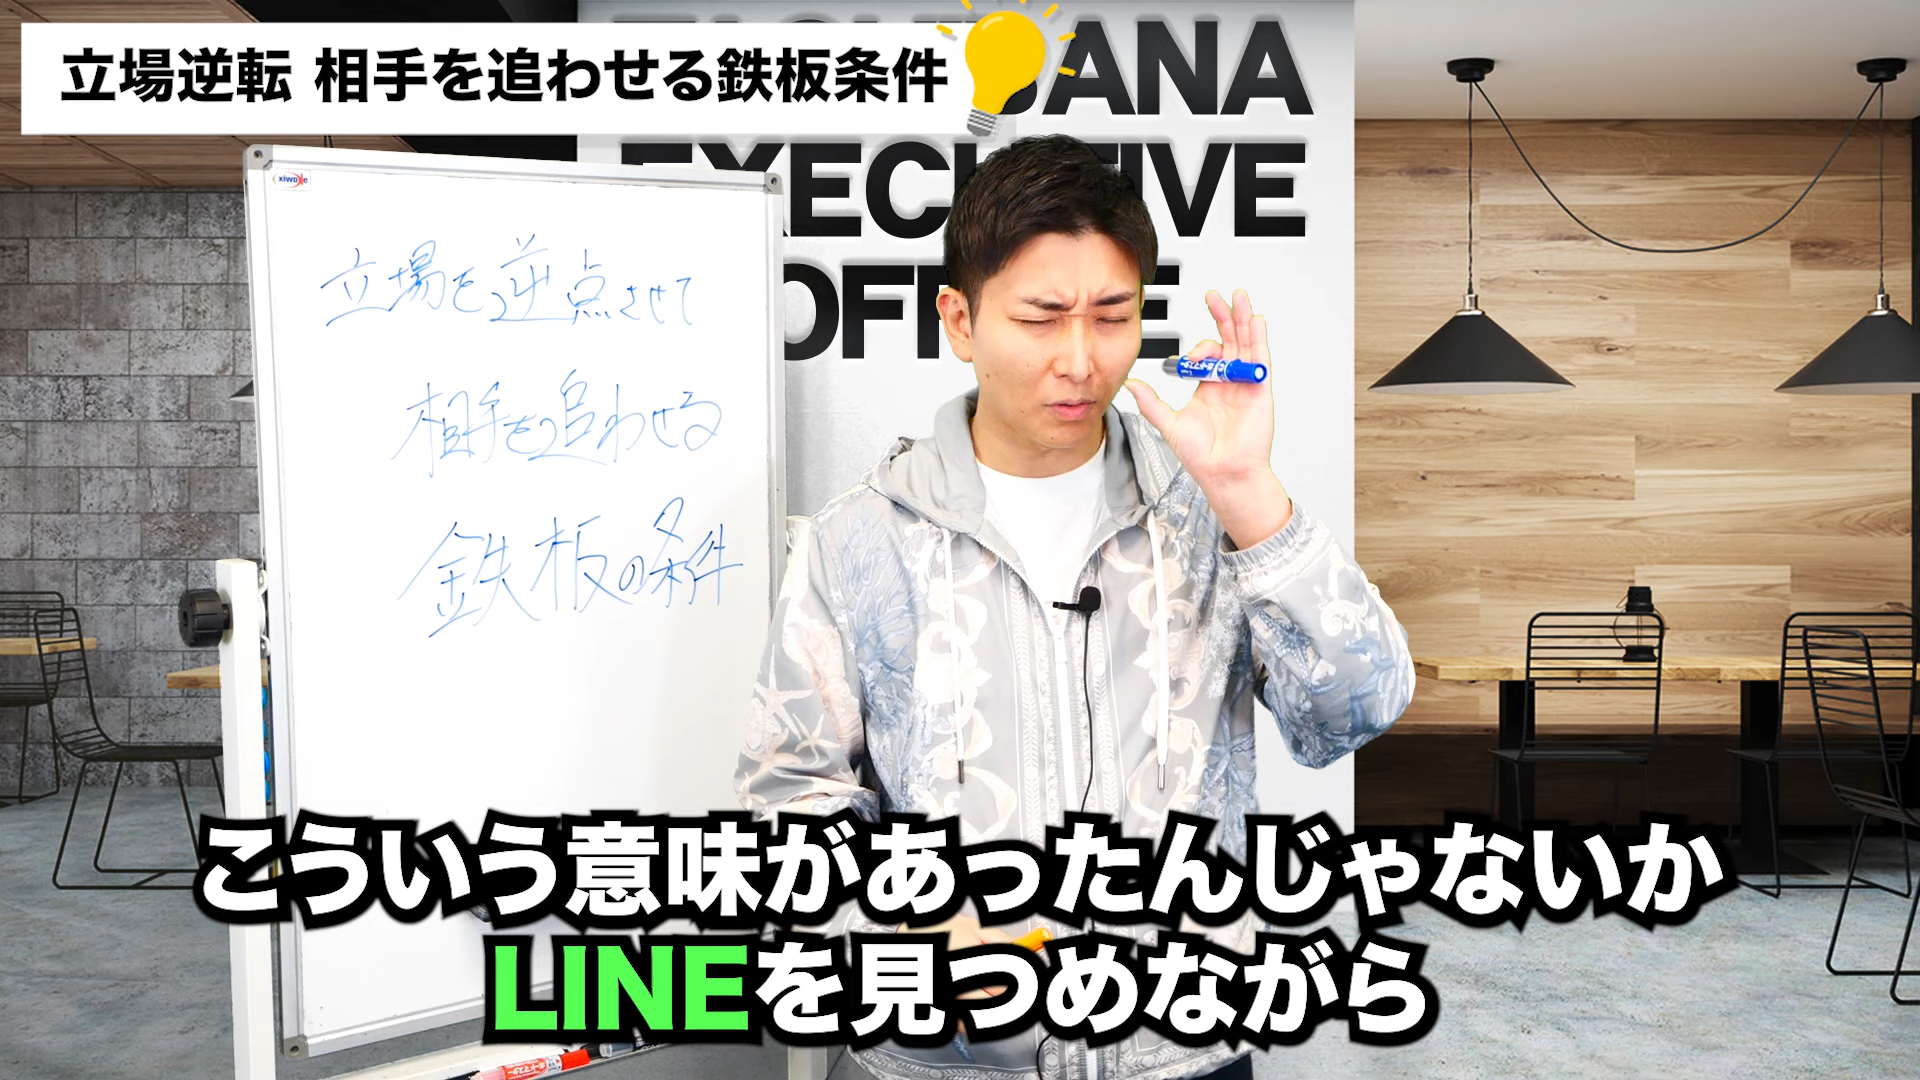 立場逆転 相手を追わせる鉄板条件
ANA
EXECUTIVE
OFFICE
立場を逆点させて
相手を追わせる
鉄板の条件
こういう意味があったんじゃないか
LINEを見つめながら